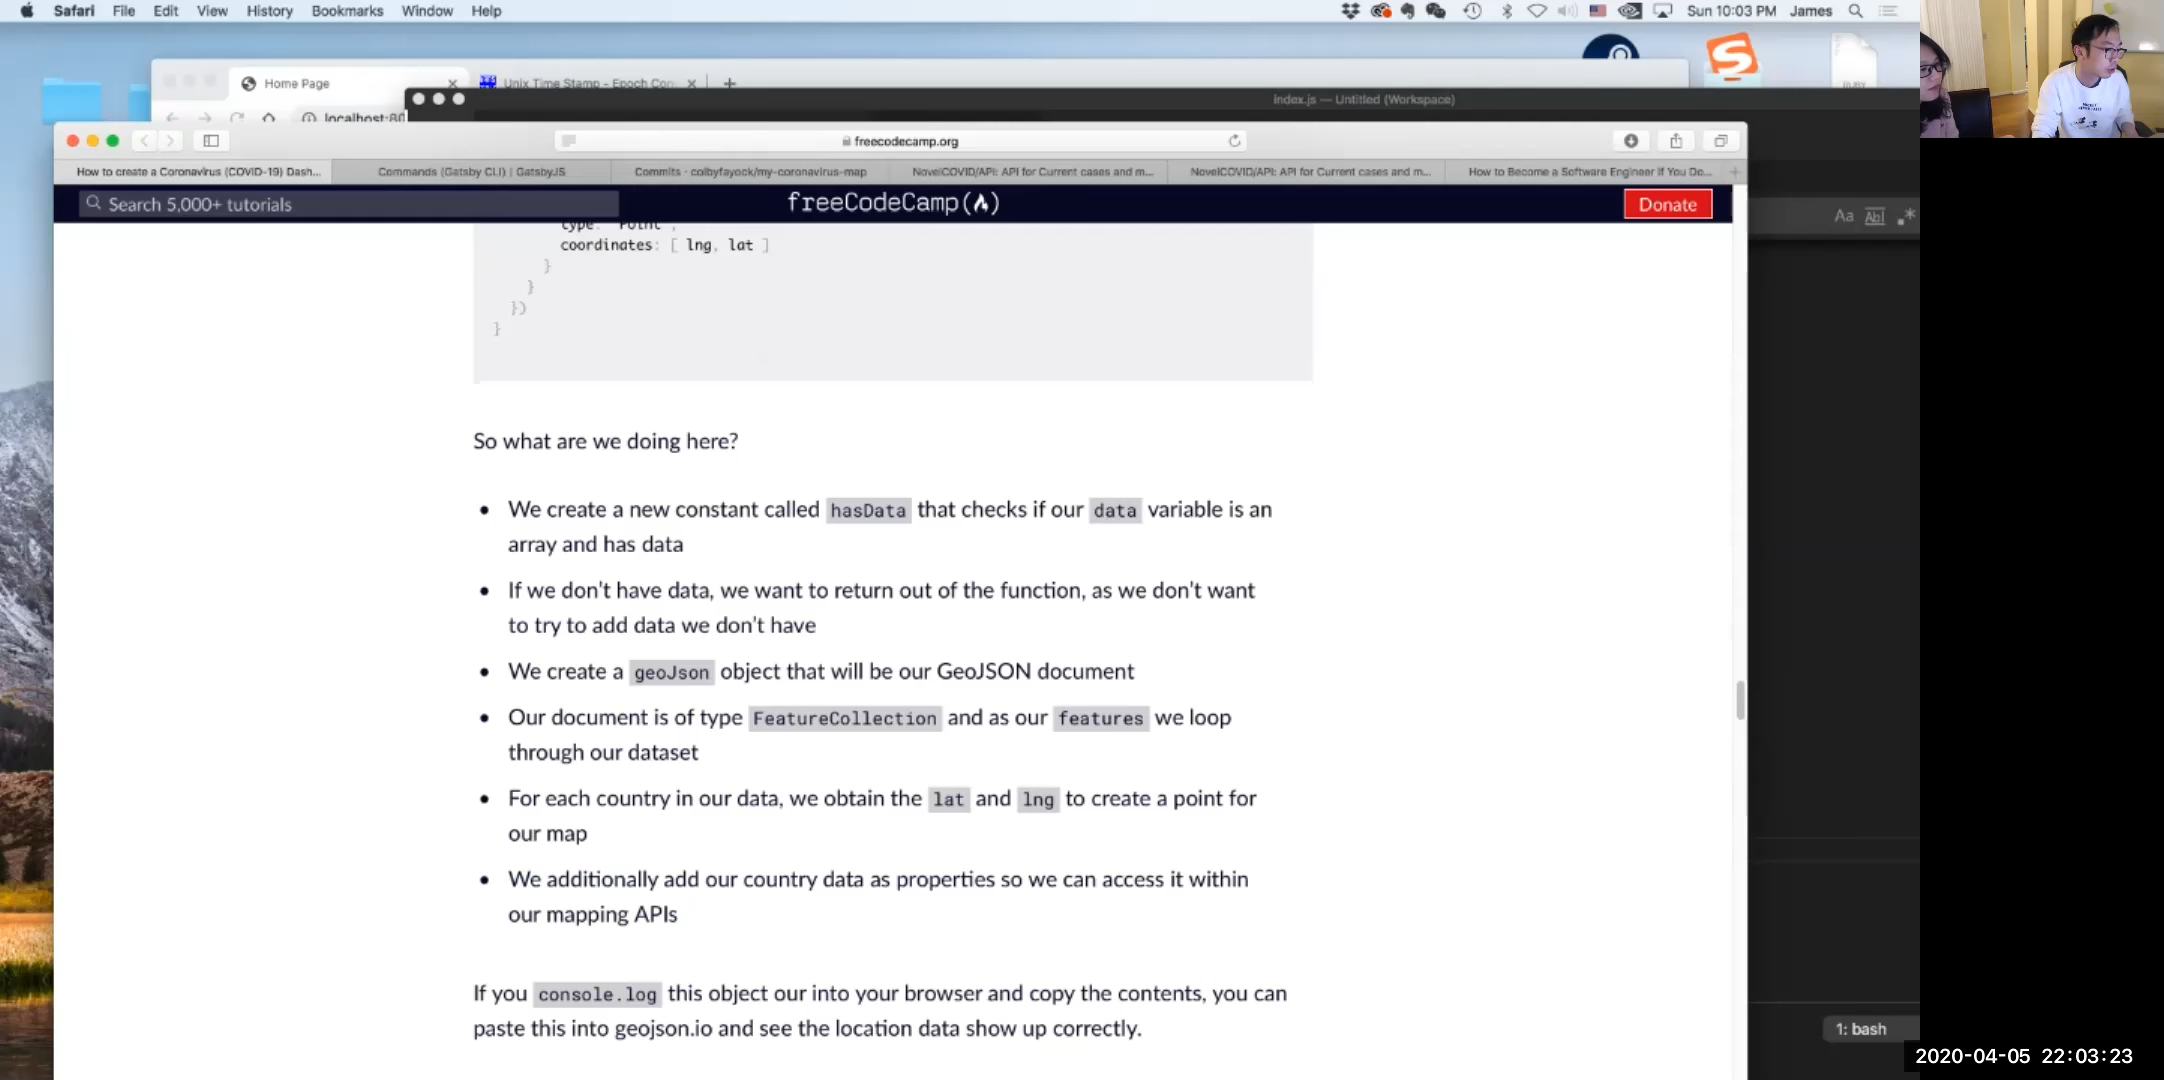 Safari File Edit View History Bookmarks Window Help
Sun 10:03 PM James
Home Page
Unix Time Stamp - Epoch Con
localhost:80
index.js — Untitled (Workspace)
freecodecamp.org
How to create a Coronavirus (COVID-19) Dash...
Commands (Gatsby CLI) | GatsbyJS
Commits · colbyfayock/my-coronavirus-map
NovelCOVID/API: API for Current cases and m...
NovelCOVID/API: API for Current cases and m...
How to Become a Software Engineer If You Do...
Search 5,000+ tutorials
freeCodeCamp(🔥)
Donate
Aa Abl .*
type: 'Point',
coordinates: [ lng, lat ]
}
}
})
}
So what are we doing here?
• We create a new constant called hasData that checks if our data variable is an
array and has data
• If we don't have data, we want to return out of the function, as we don't want
to try to add data we don't have
• We create a geoJson object that will be our GeoJSON document
• Our document is of type FeatureCollection and as our features we loop
through our dataset
• For each country in our data, we obtain the lat and lng to create a point for
our map
• We additionally add our country data as properties so we can access it within
our mapping APIs
If you console.log this object our into your browser and copy the contents, you can
paste this into geojson.io and see the location data show up correctly.
1: bash
2020-04-05 22:03:23